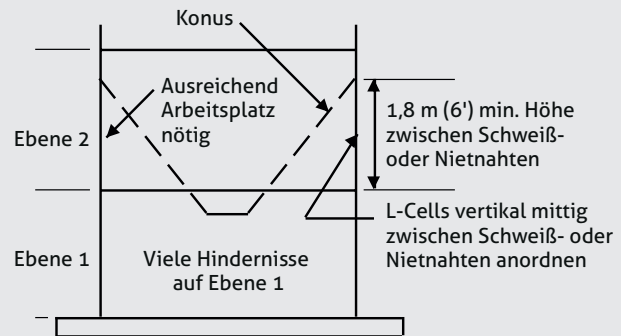 Konus
Ausreichend
Arbeitsplatz
nötig
1,8 m (6') min. Höhe
zwischen Schweiß-
oder Nietnahten
Ebene 2
L-Cells vertikal mittig
zwischen Schweiß- oder
Nietnahten anordnen
Ebene 1
Viele Hindernisse
auf Ebene 1